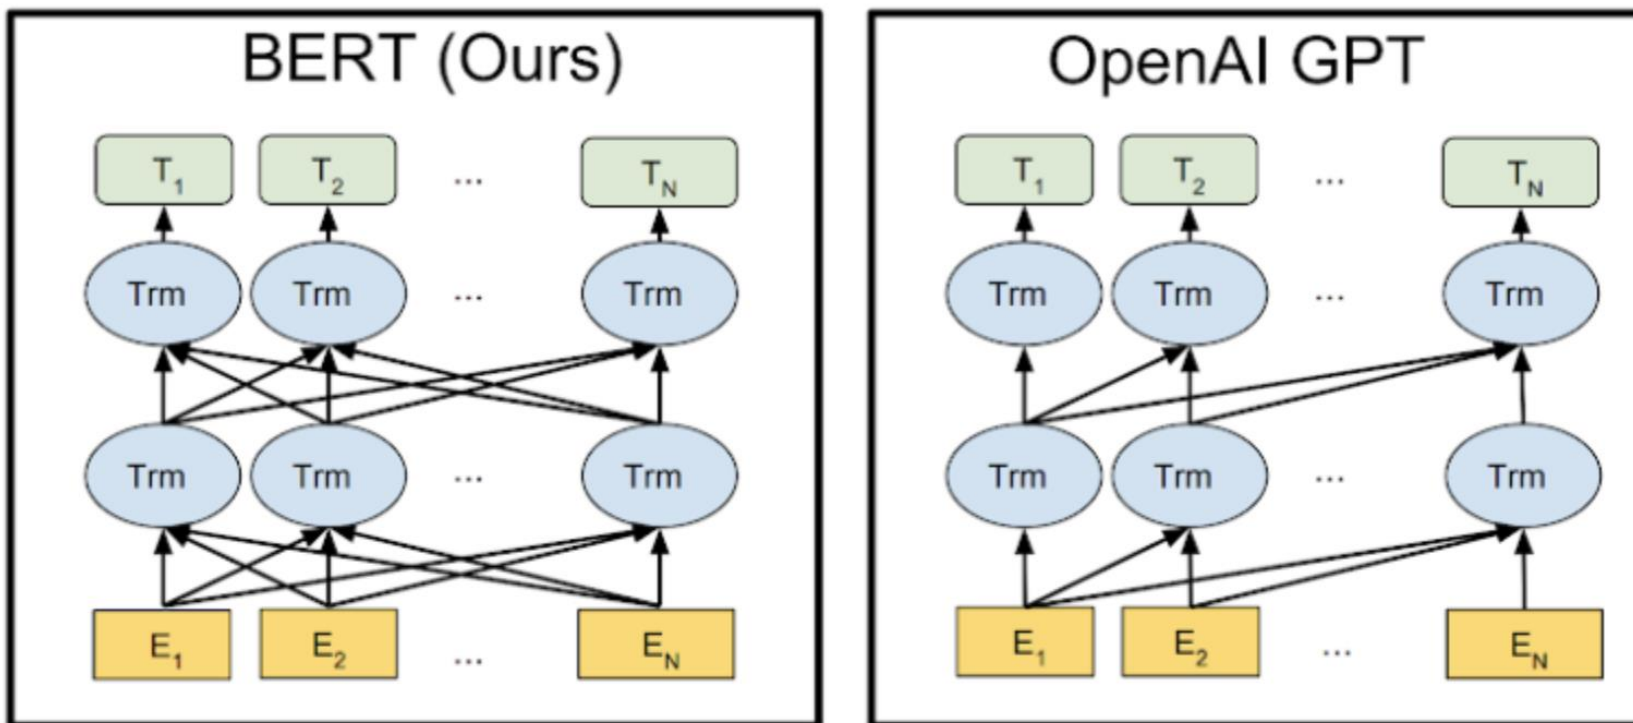 BERT (Ours)
T1 T2 ... TN
Trm Trm ... Trm
Trm Trm ... Trm
E1 E2 ... EN
OpenAI GPT
T1 T2 ... TN
Trm Trm ... Trm
Trm Trm ... Trm
E1 E2 ... EN